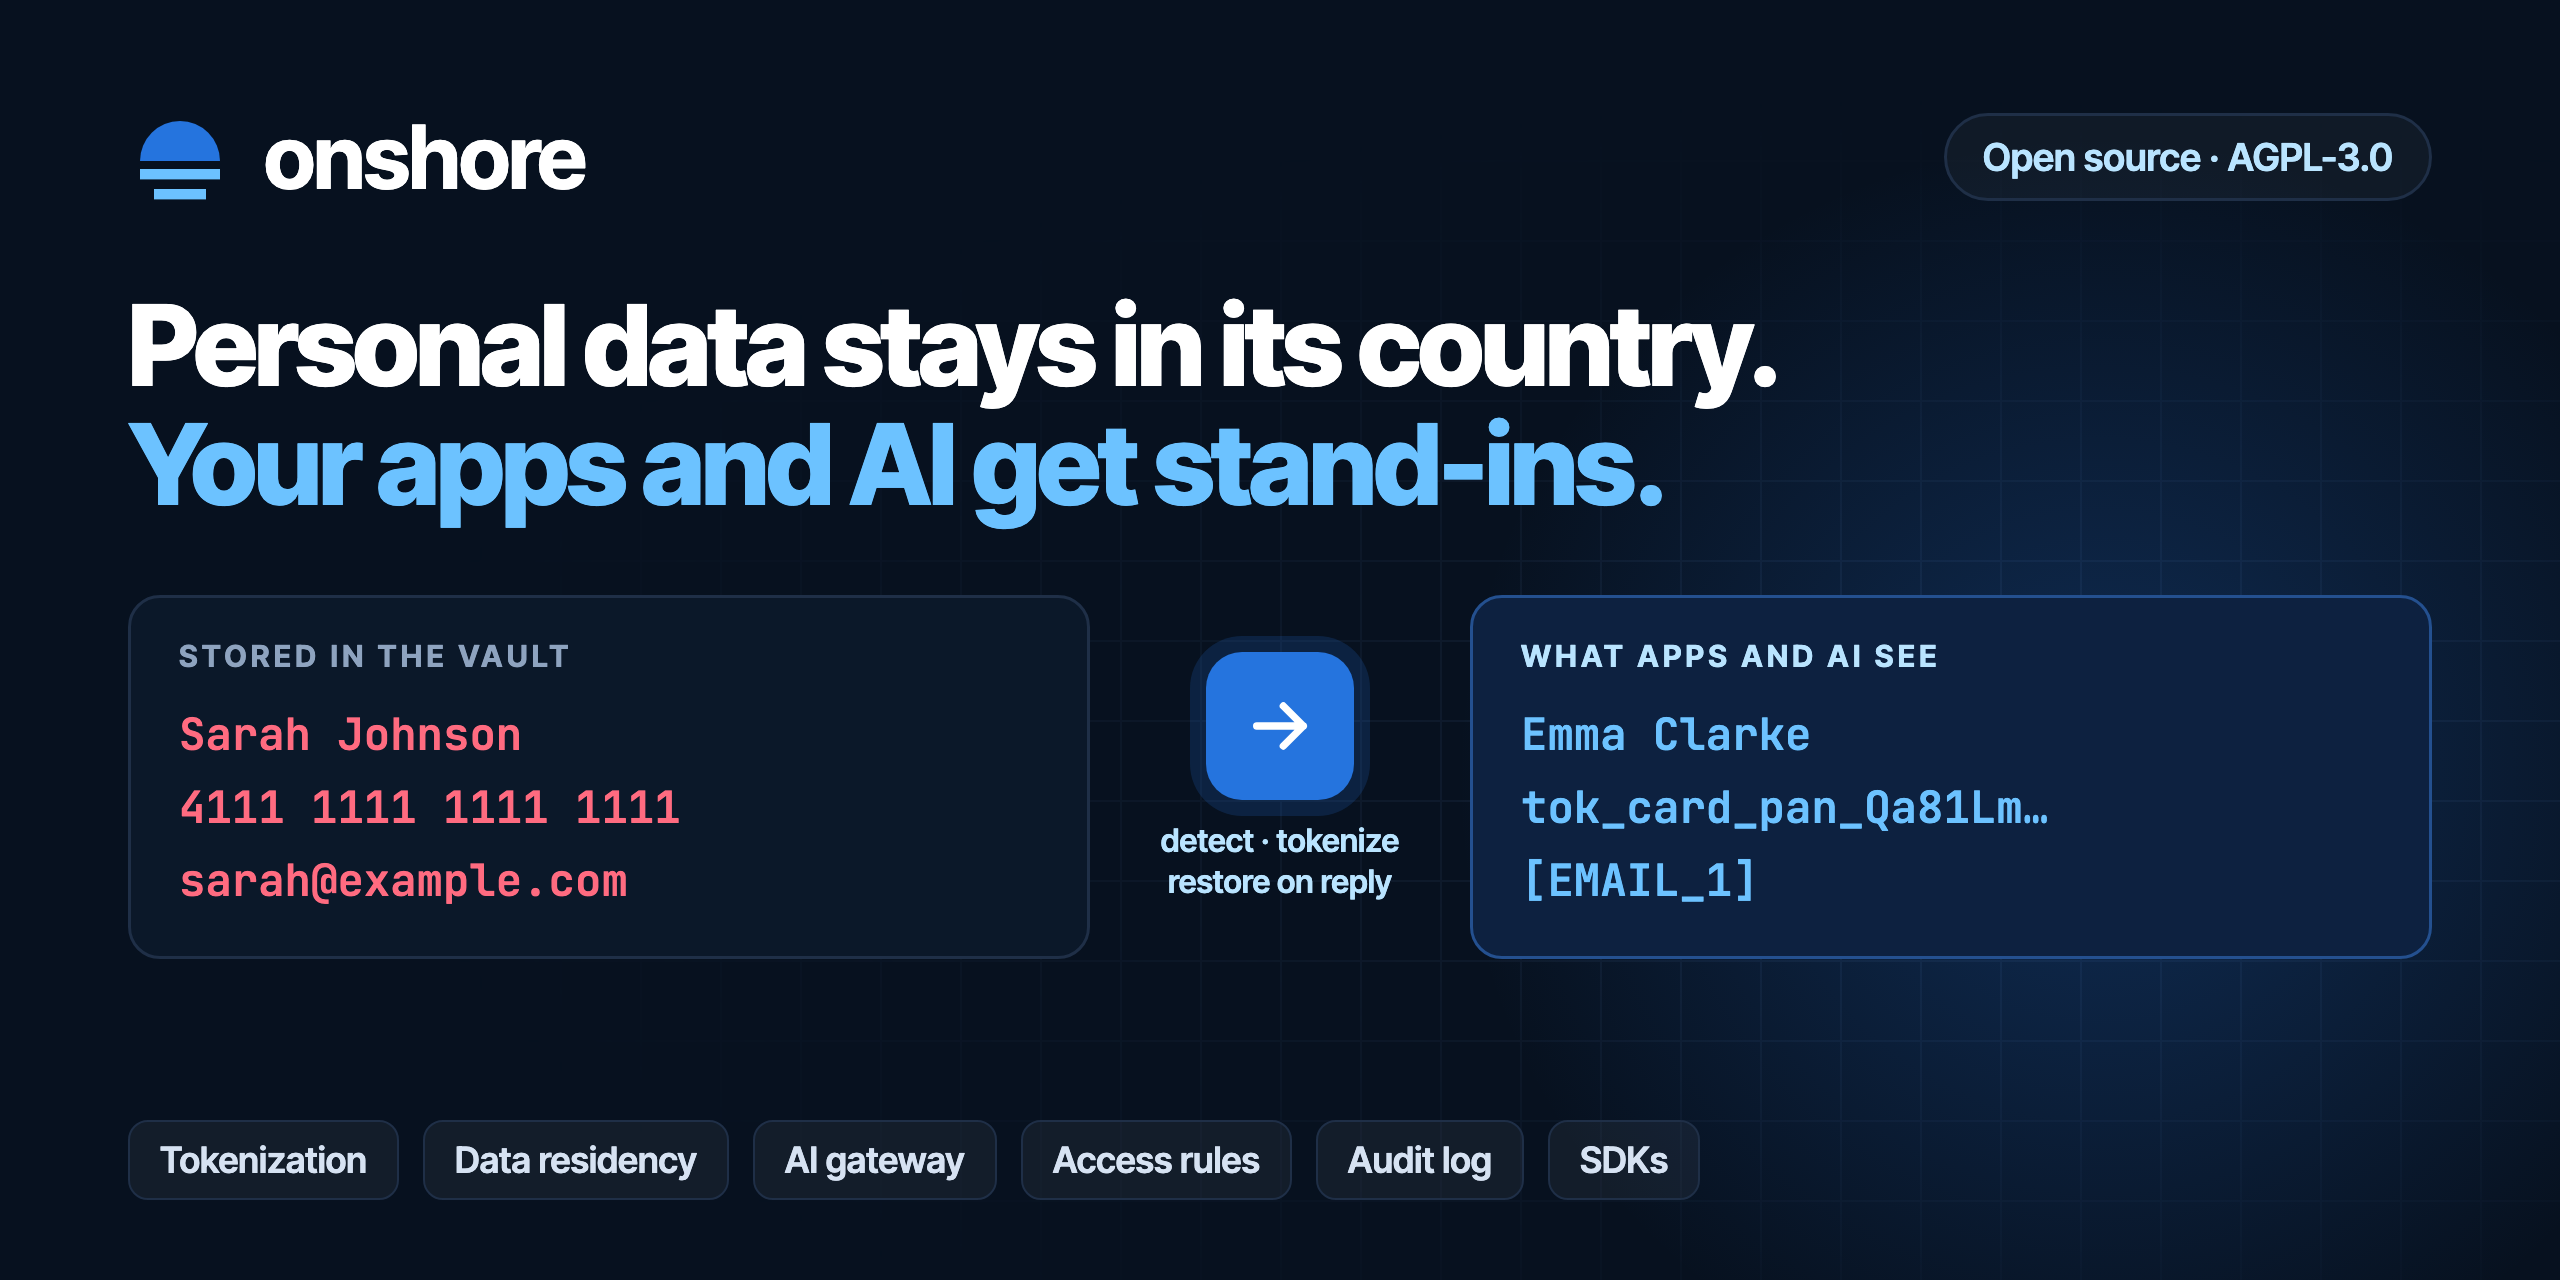 onshore
Open source · AGPL-3.0
Personal data stays in its country.
Your apps and AI get stand-ins.
STORED IN THE VAULT
Sarah Johnson
4111 1111 1111 1111
sarah@example.com
detect · tokenize
restore on reply
WHAT APPS AND AI SEE
Emma Clarke
tok_card_pan_Qa81Lm…
[EMAIL_1]
Tokenization
Data residency
AI gateway
Access rules
Audit log
SDKs